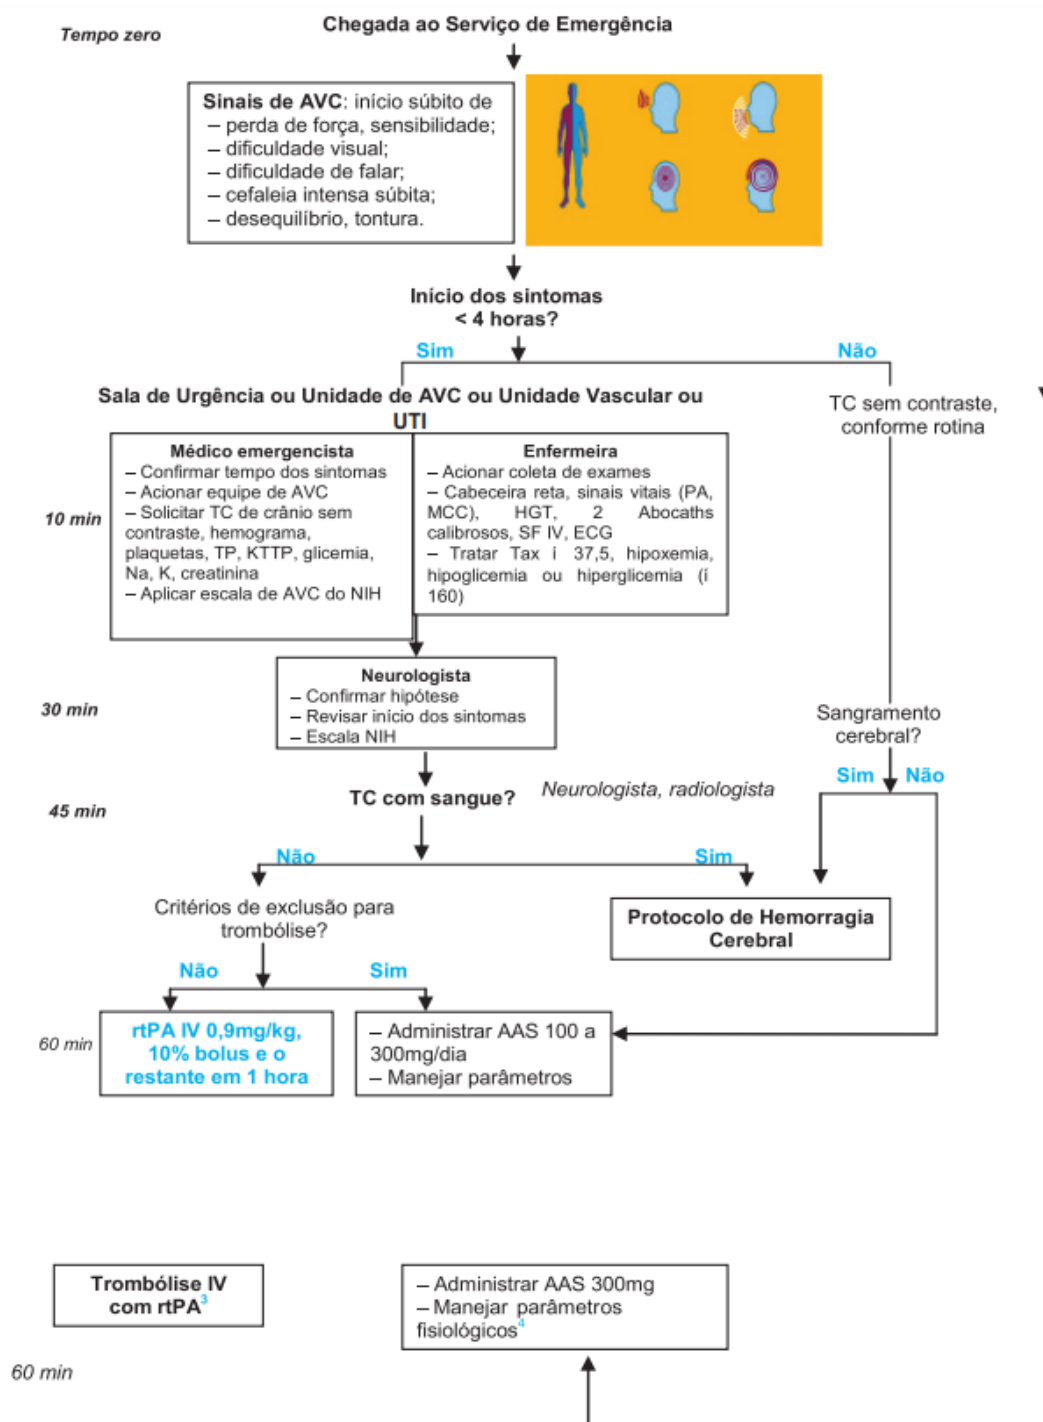 Chegada ao Serviço de Emergência
Tempo zero
Sinais de AVC: início súbito de
– perda de força, sensibilidade;
– dificuldade visual;
– dificuldade de falar;
– cefaleia intensa súbita;
– desequilíbrio, tontura.
Início dos sintomas
< 4 horas?
Sim
Não
Sala de Urgência ou Unidade de AVC ou Unidade Vascular ou
UTI
TC sem contraste,
conforme rotina
10 min
Médico emergencista
– Confirmar tempo dos sintomas
– Acionar equipe de AVC
– Solicitar TC de crânio sem
contraste, hemograma,
plaquetas, TP, KTTP, glicemia,
Na, K, creatinina
– Aplicar escala de AVC do NIH
Enfermeira
– Acionar coleta de exames
– Cabeceira reta, sinais vitais (PA,
MCC), HGT, 2 Abocaths
calibrosos, SF IV, ECG
– Tratar Tax í 37,5, hipoxemia,
hipoglicemia ou hiperglicemia (í
160)
30 min
Neurologista
– Confirmar hipótese
– Revisar início dos sintomas
– Escala NIH
Sangramento
cerebral?
Sim
Não
45 min
TC com sangue?
Neurologista, radiologista
Não
Sim
Critérios de exclusão para
trombólise?
Protocolo de Hemorragia
Cerebral
Não
Sim
60 min
rtPA IV 0,9mg/kg,
10% bolus e o
restante em 1 hora
– Administrar AAS 100 a
300mg/dia
– Manejar parâmetros
Trombólise IV
com rtPA3
– Administrar AAS 300mg
– Manejar parâmetros
fisiológicos4
60 min